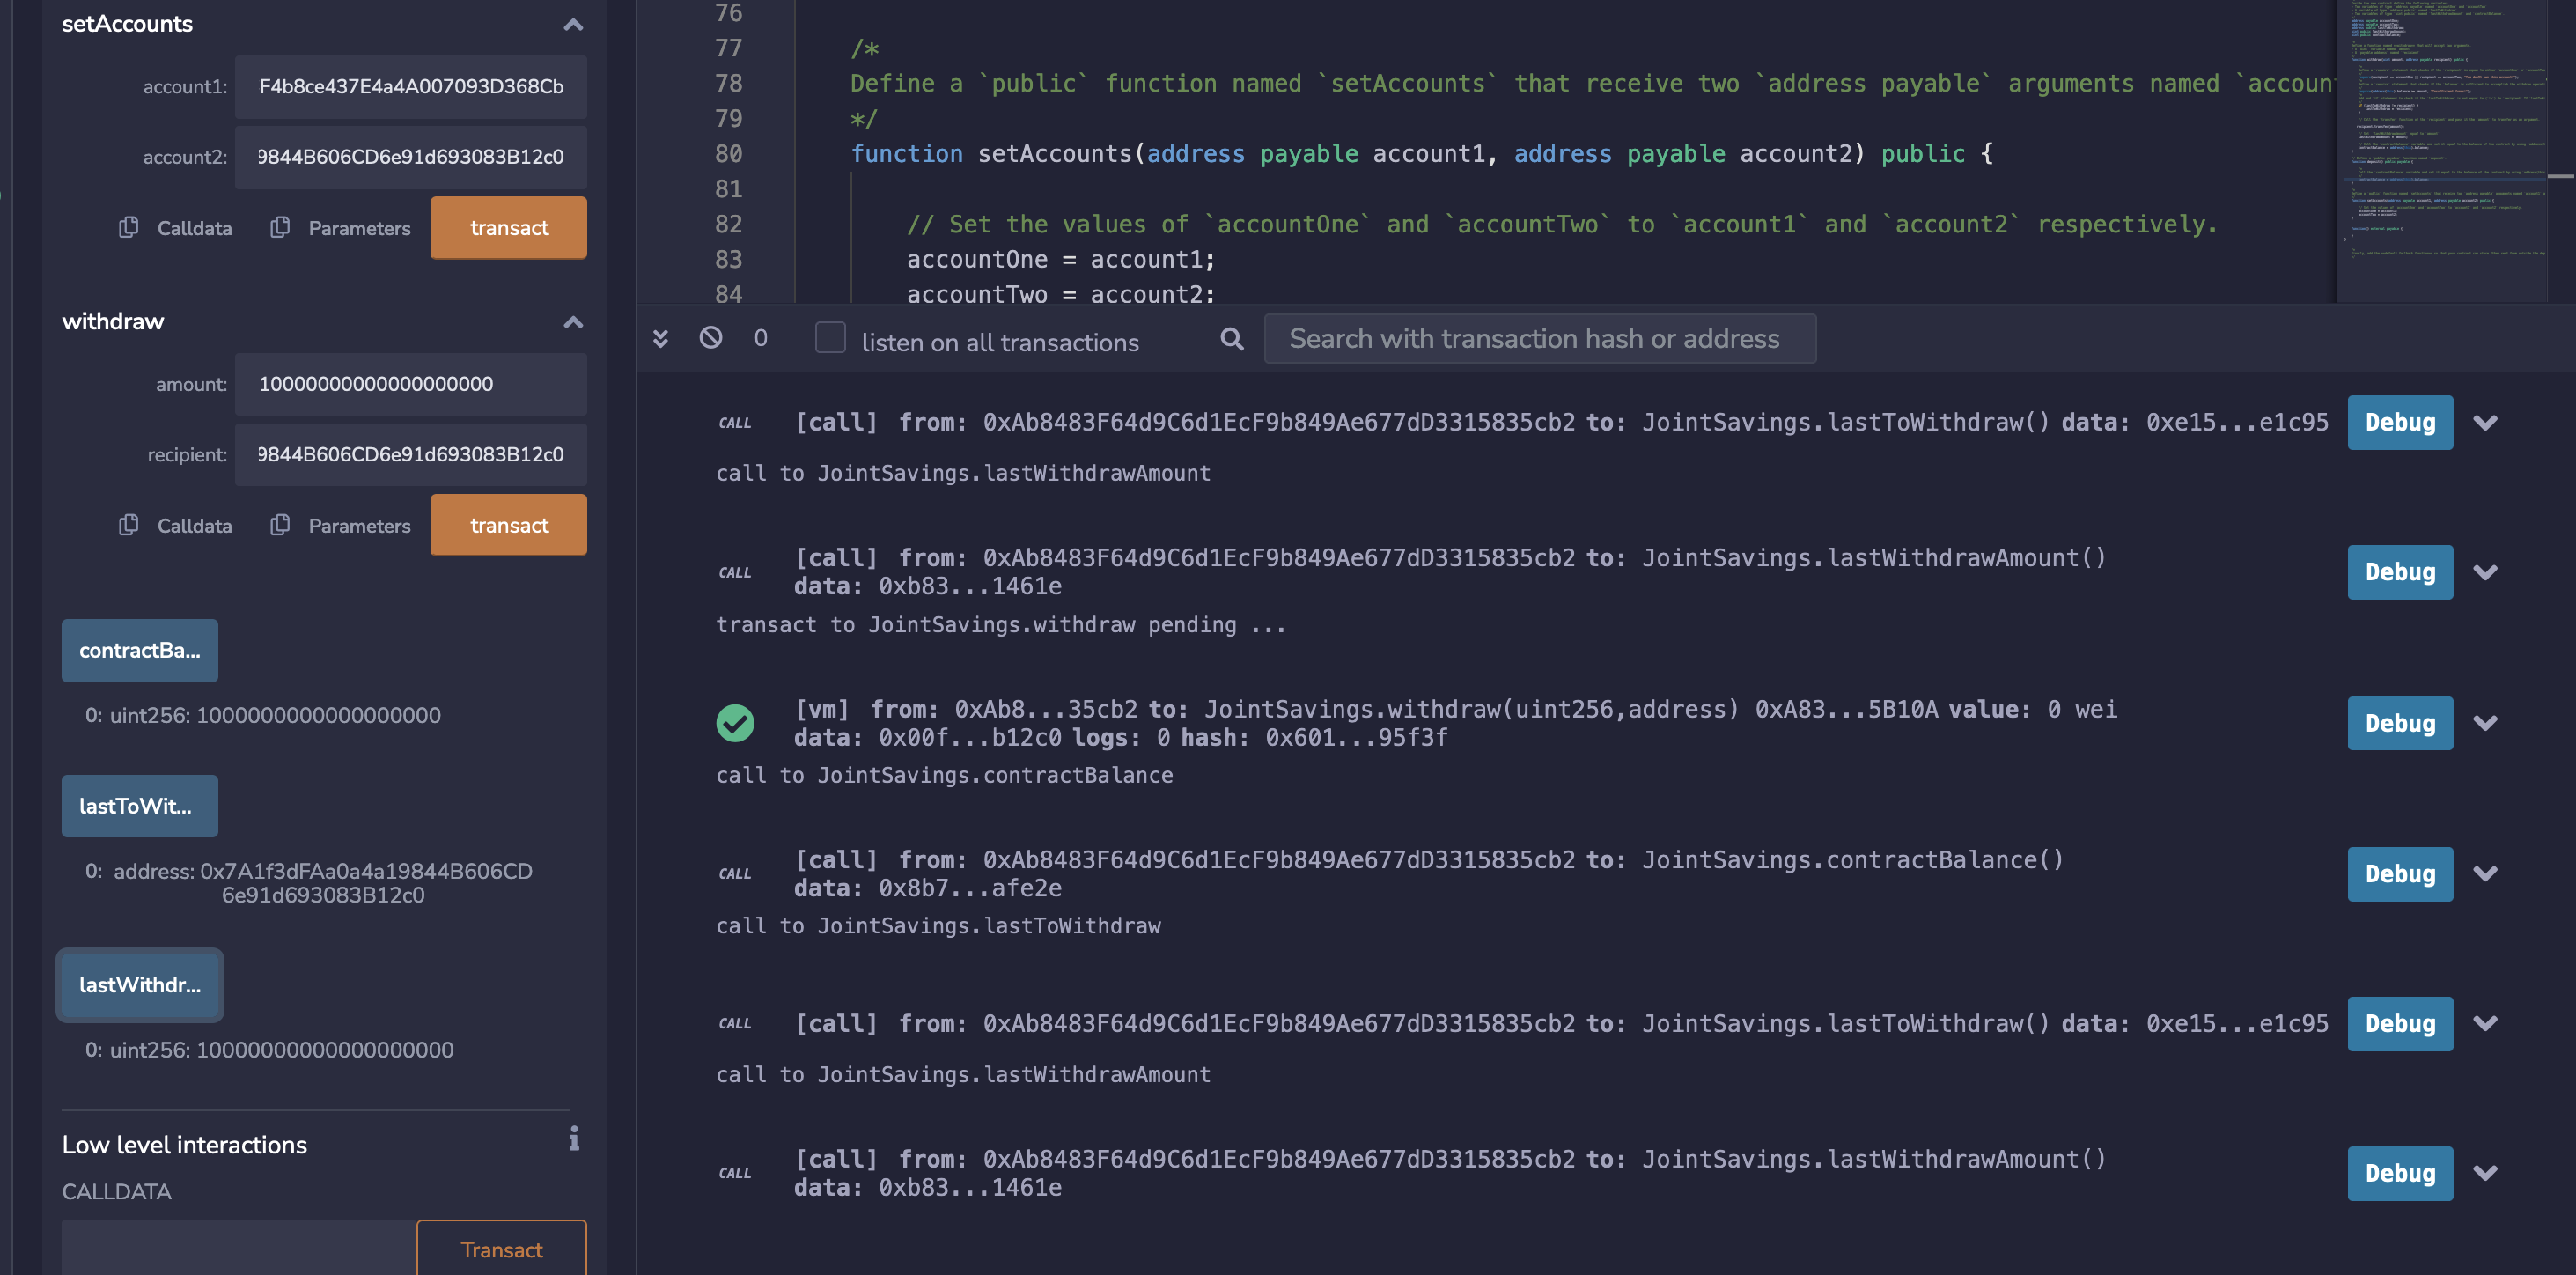 setAccounts
account1: F4b8ce437E4a4A007093D368Cb
account2: 9844B606CD6e91d693083B12c0
Calldata Parameters transact
withdraw
amount: 10000000000000000000
recipient: 9844B606CD6e91d693083B12c0
Calldata Parameters transact
contractBa...
0: uint256: 1000000000000000000
lastToWit...
0: address: 0x7A1f3dFAa0a4a19844B606CD
6e91d693083B12c0
lastWithdr...
0: uint256: 10000000000000000000
Low level interactions
CALLDATA
Transact
76
77 /*
78 Define a `public` function named `setAccounts` that receive two `address payable` arguments named `accoun
79 */
80 function setAccounts(address payable account1, address payable account2) public {
81
82 // Set the values of `accountOne` and `accountTwo` to `account1` and `account2` respectively.
83 accountOne = account1;
84 accountTwo = account2;
0 listen on all transactions Search with transaction hash or address
CALL [call] from: 0xAb8483F64d9C6d1EcF9b849Ae677dD3315835cb2 to: JointSavings.lastToWithdraw() data: 0xe15...e1c95 Debug
call to JointSavings.lastWithdrawAmount
CALL [call] from: 0xAb8483F64d9C6d1EcF9b849Ae677dD3315835cb2 to: JointSavings.lastWithdrawAmount() Debug
data: 0xb83...1461e
transact to JointSavings.withdraw pending ...
[vm] from: 0xAb8...35cb2 to: JointSavings.withdraw(uint256,address) 0xA83...5B10A value: 0 wei Debug
data: 0x00f...b12c0 logs: 0 hash: 0x601...95f3f
call to JointSavings.contractBalance
CALL [call] from: 0xAb8483F64d9C6d1EcF9b849Ae677dD3315835cb2 to: JointSavings.contractBalance() Debug
data: 0x8b7...afe2e
call to JointSavings.lastToWithdraw
CALL [call] from: 0xAb8483F64d9C6d1EcF9b849Ae677dD3315835cb2 to: JointSavings.lastToWithdraw() data: 0xe15...e1c95 Debug
call to JointSavings.lastWithdrawAmount
CALL [call] from: 0xAb8483F64d9C6d1EcF9b849Ae677dD3315835cb2 to: JointSavings.lastWithdrawAmount() Debug
data: 0xb83...1461e